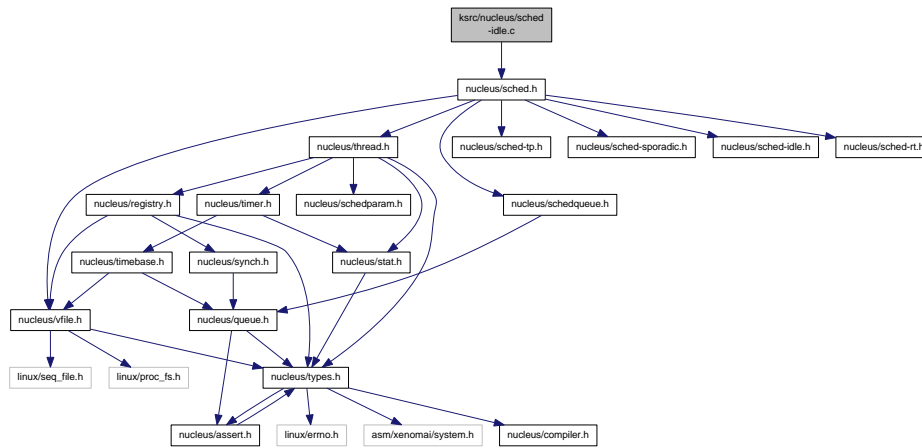 ksrc/nucleus/sched
-idle.c
nucleus/sched.h
nucleus/thread.h
nucleus/sched-tp.h
nucleus/sched-sporadic.h
nucleus/sched-idle.h
nucleus/sched-rt.h
nucleus/registry.h
nucleus/timer.h
nucleus/schedparam.h
nucleus/schedqueue.h
nucleus/timebase.h
nucleus/synch.h
nucleus/stat.h
nucleus/vfile.h
nucleus/queue.h
linux/seq_file.h
linux/proc_fs.h
nucleus/types.h
nucleus/assert.h
linux/errno.h
asm/xenomai/system.h
nucleus/compiler.h